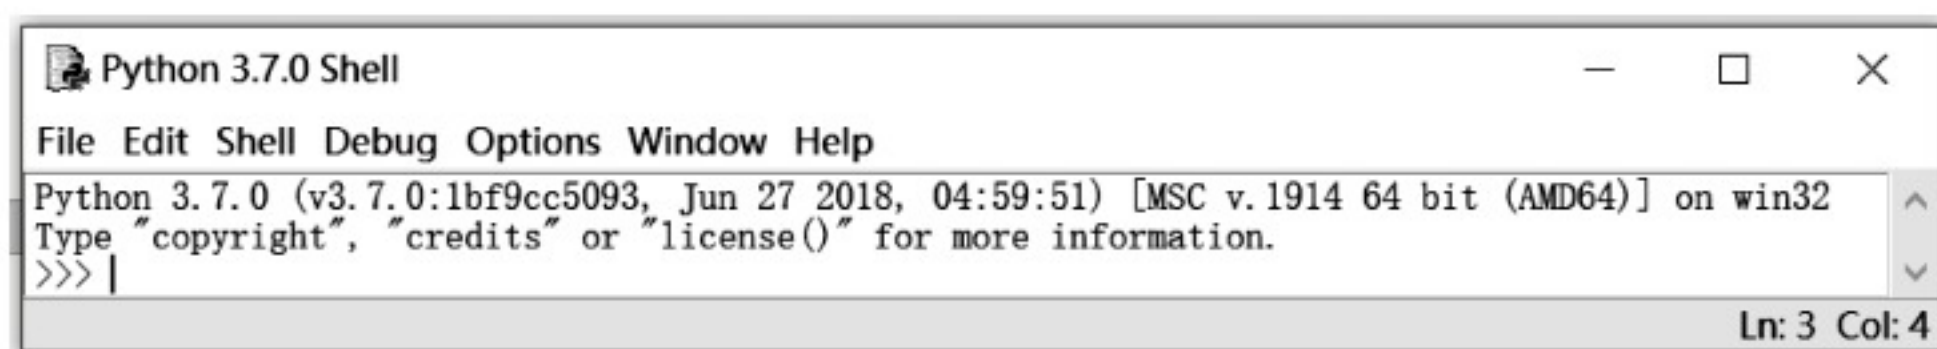 Python 3.7.0 Shell
File Edit Shell Debug Options Window Help
Python 3.7.0 (v3.7.0:1bf9cc5093, Jun 27 2018, 04:59:51) [MSC v.1914 64 bit (AMD64)] on win32
Type "copyright", "credits" or "license()" for more information.
>>>
Ln: 3 Col: 4